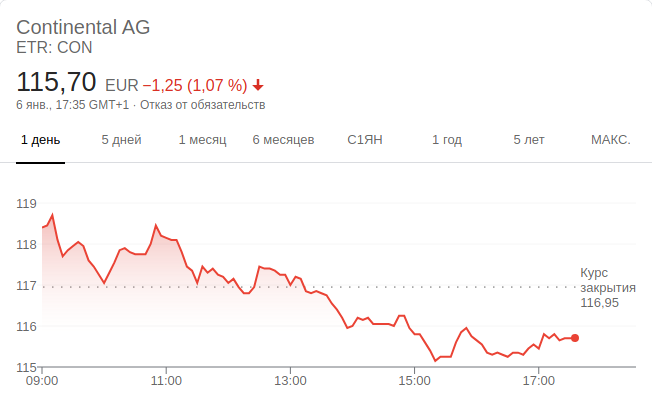 Continental AG
ETR: CON
115,70 EUR −1,25 (1,07 %)
6 янв., 17:35 GMT+1 · Отказ от обязательств
1 день 5 дней 1 месяц 6 месяцев С1ЯН 1 год 5 лет МАКС.
119
118
117
116
115
Курс
закрытия
116,95
09:00 11:00 13:00 15:00 17:00